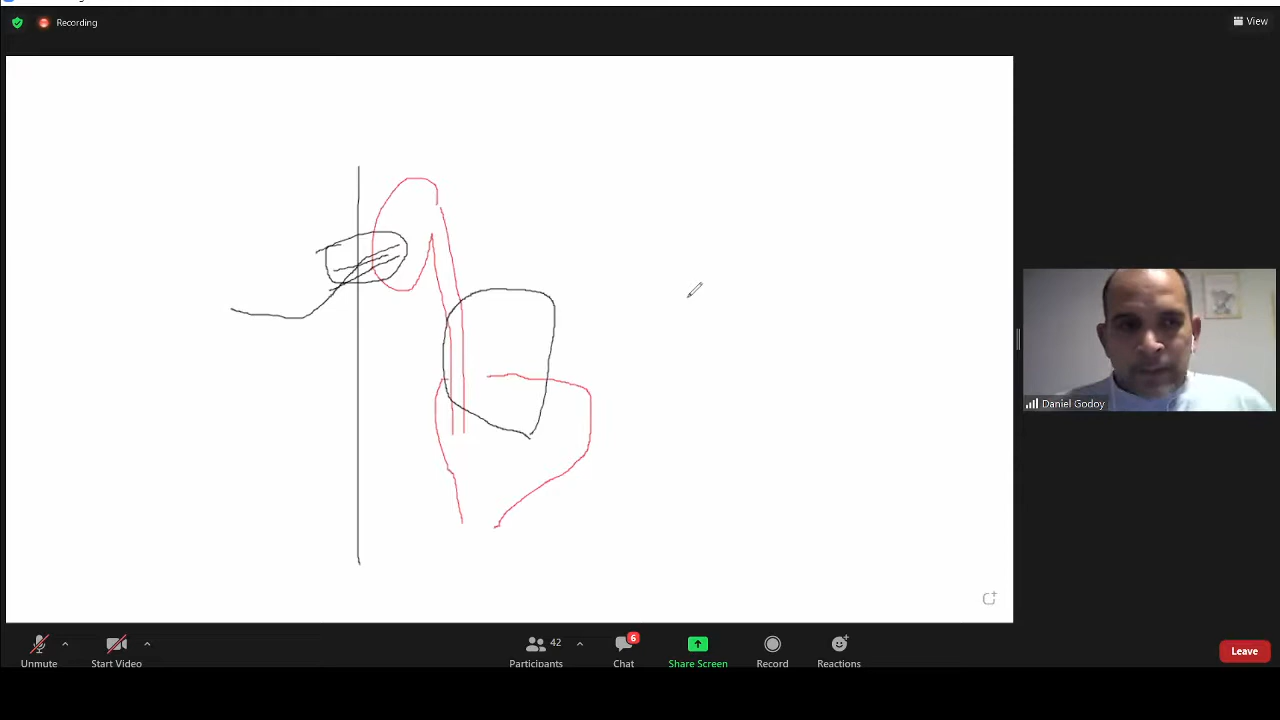 Recording
View
Daniel Godoy
42
6
Unmute
Start Video
Participants
Chat
Share Screen
Record
Reactions
Leave